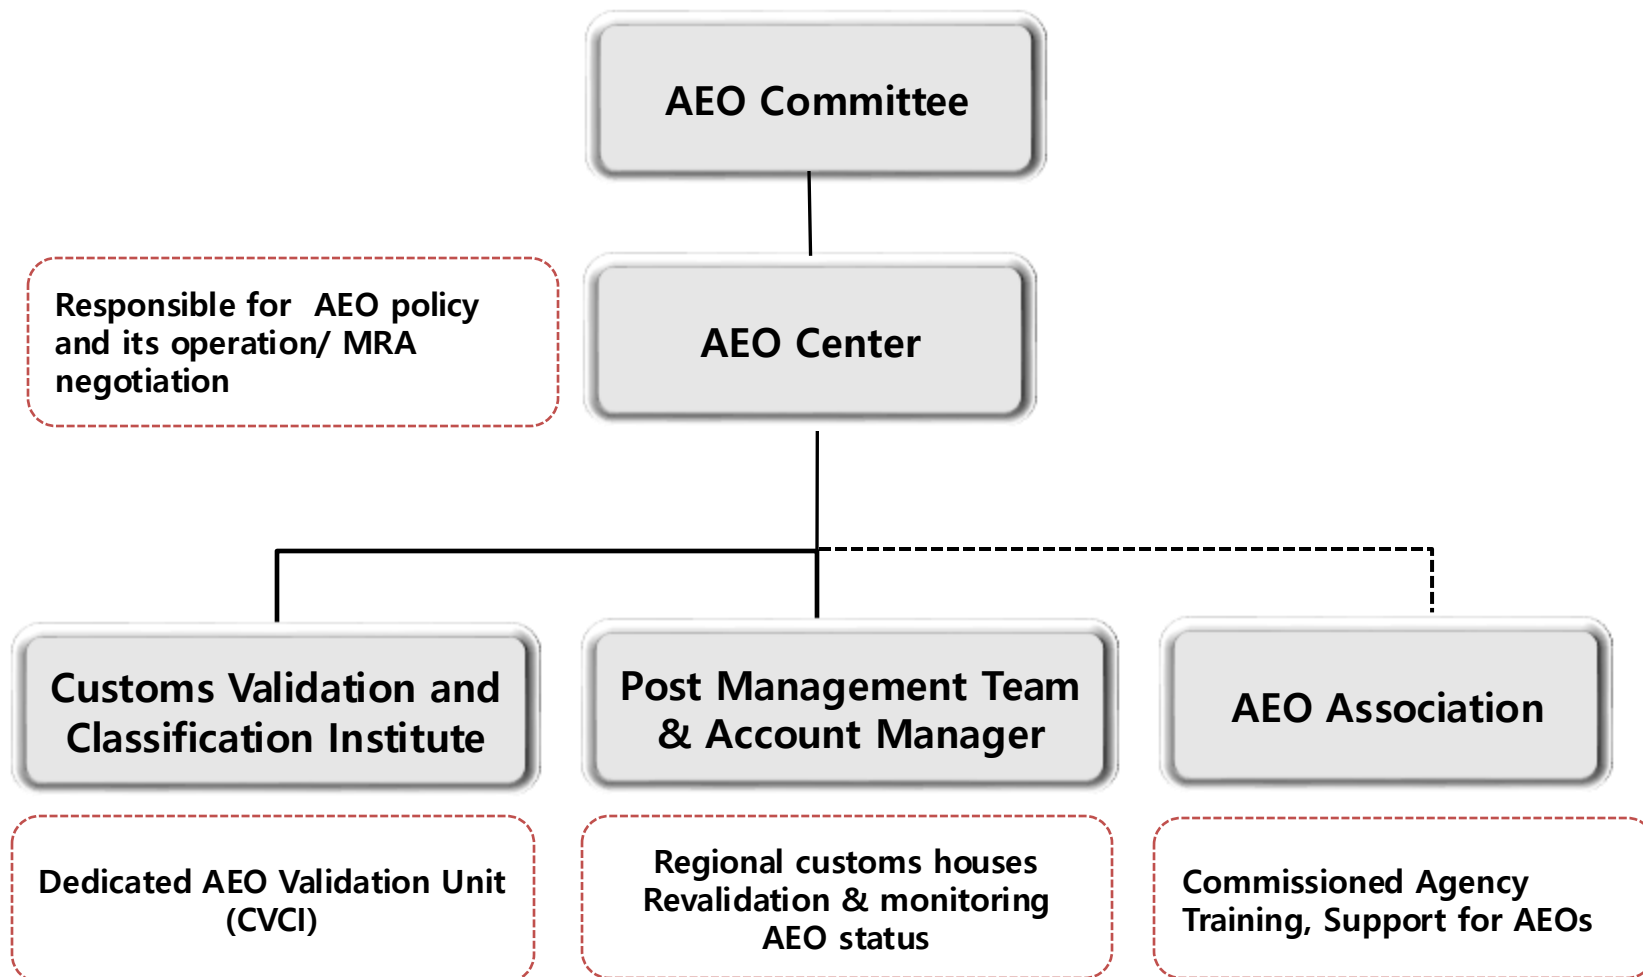 AEO Committee
Responsible for AEO policy
and its operation/ MRA
negotiation
AEO Center
Customs Validation and
Classification Institute
Post Management Team
& Account Manager
AEO Association
Dedicated AEO Validation Unit
(CVCI)
Regional customs houses
Revalidation & monitoring
AEO status
Commissioned Agency
Training, Support for AEOs